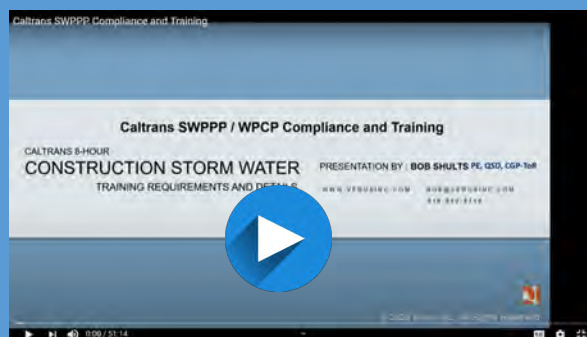 Caltrans SWPPP Compliance and Training
Caltrans SWPPP / WPCP Compliance and Training
CALTRANS 8-HOUR
CONSTRUCTION STORM WATER
TRAINING REQUIREMENTS AND DETAILS
PRESENTATION BY : BOB SHULTS PE, QSD, CGP-ToR
0:00 / 51:14